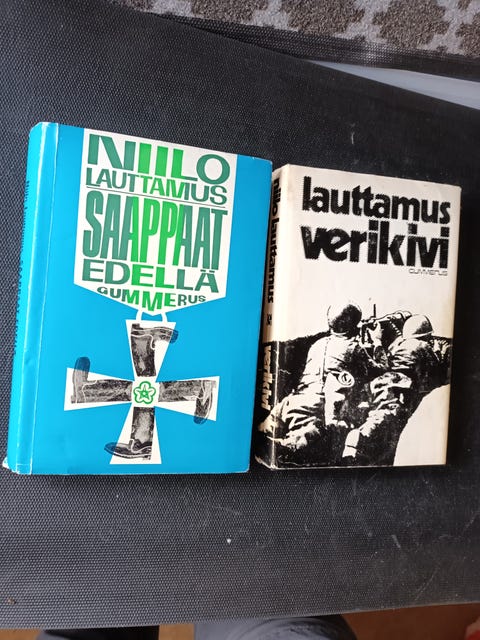 NIILO
LAUTTAMUS
SAAPPAAT
EDELLÄ
GUMMERUS
niilo lauttamus
verikivi
lauttamus
verikivi
GUMMERUS